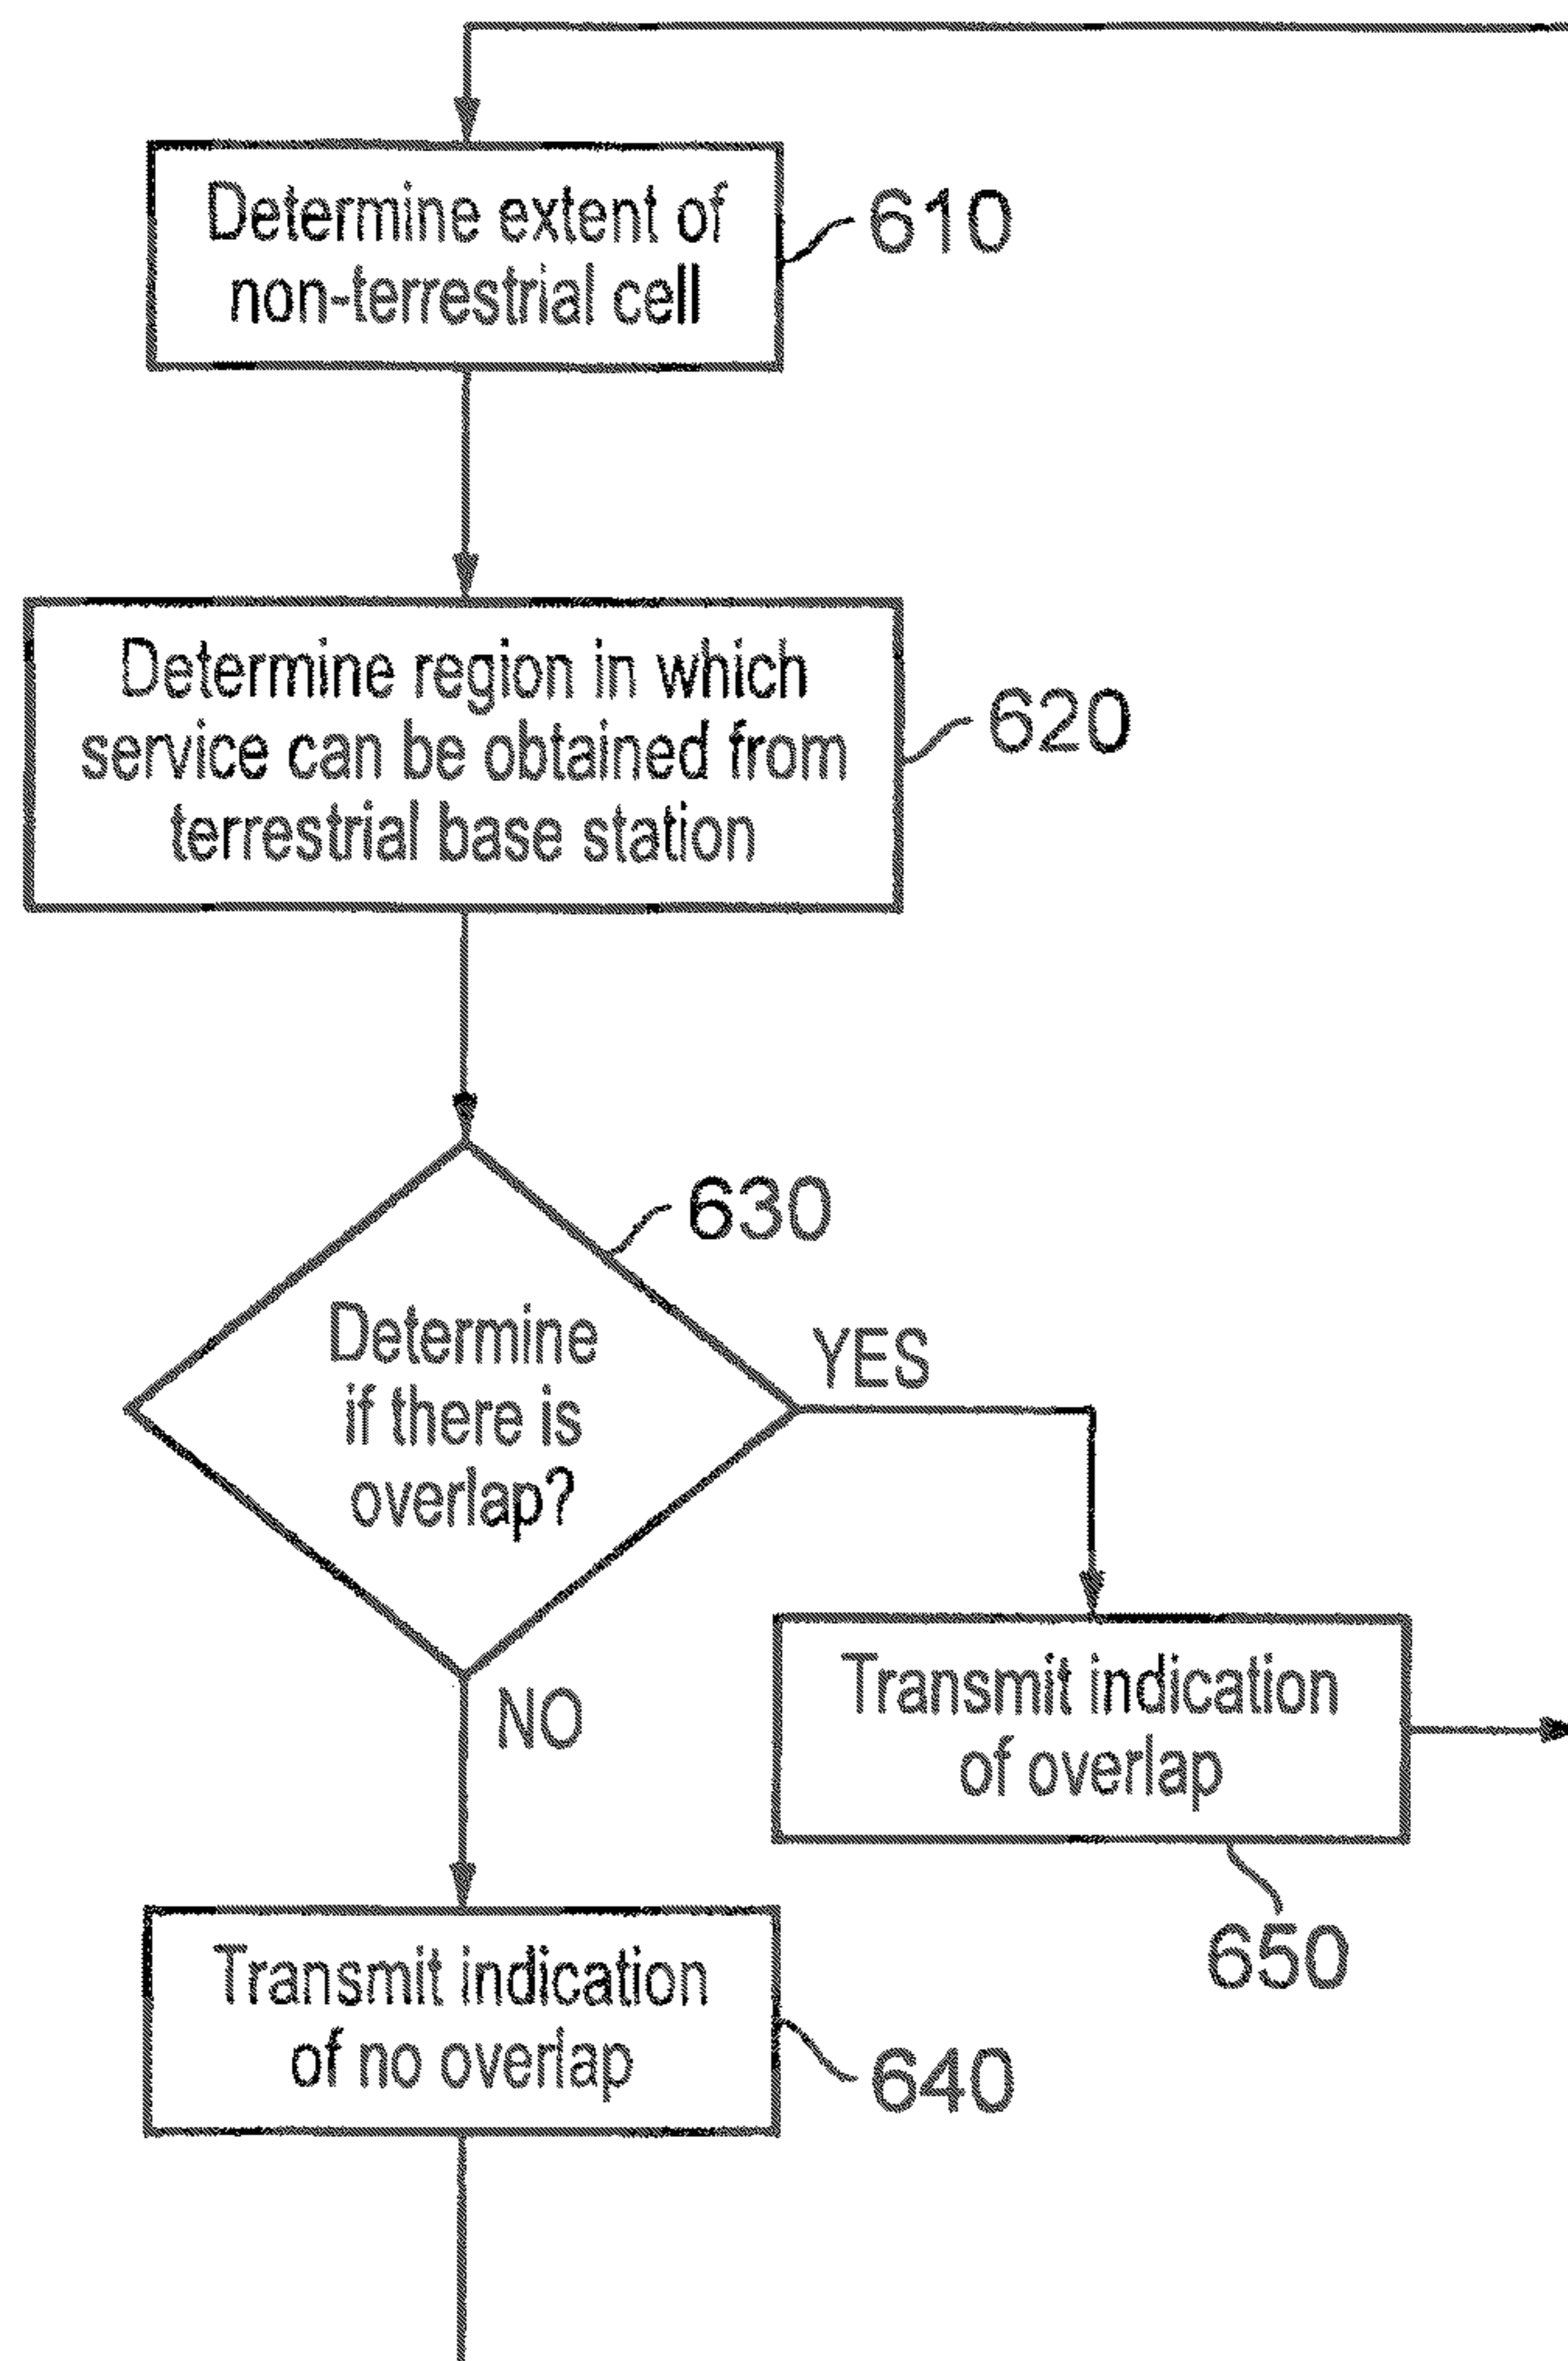 Determine extent of
non-terrestrial cell
610
Determine region in which
service can be obtained from
terrestrial base station
620
630
Determine
if there is
overlap?
YES
NO
Transmit indication
of overlap
650
Transmit indication
of no overlap
640